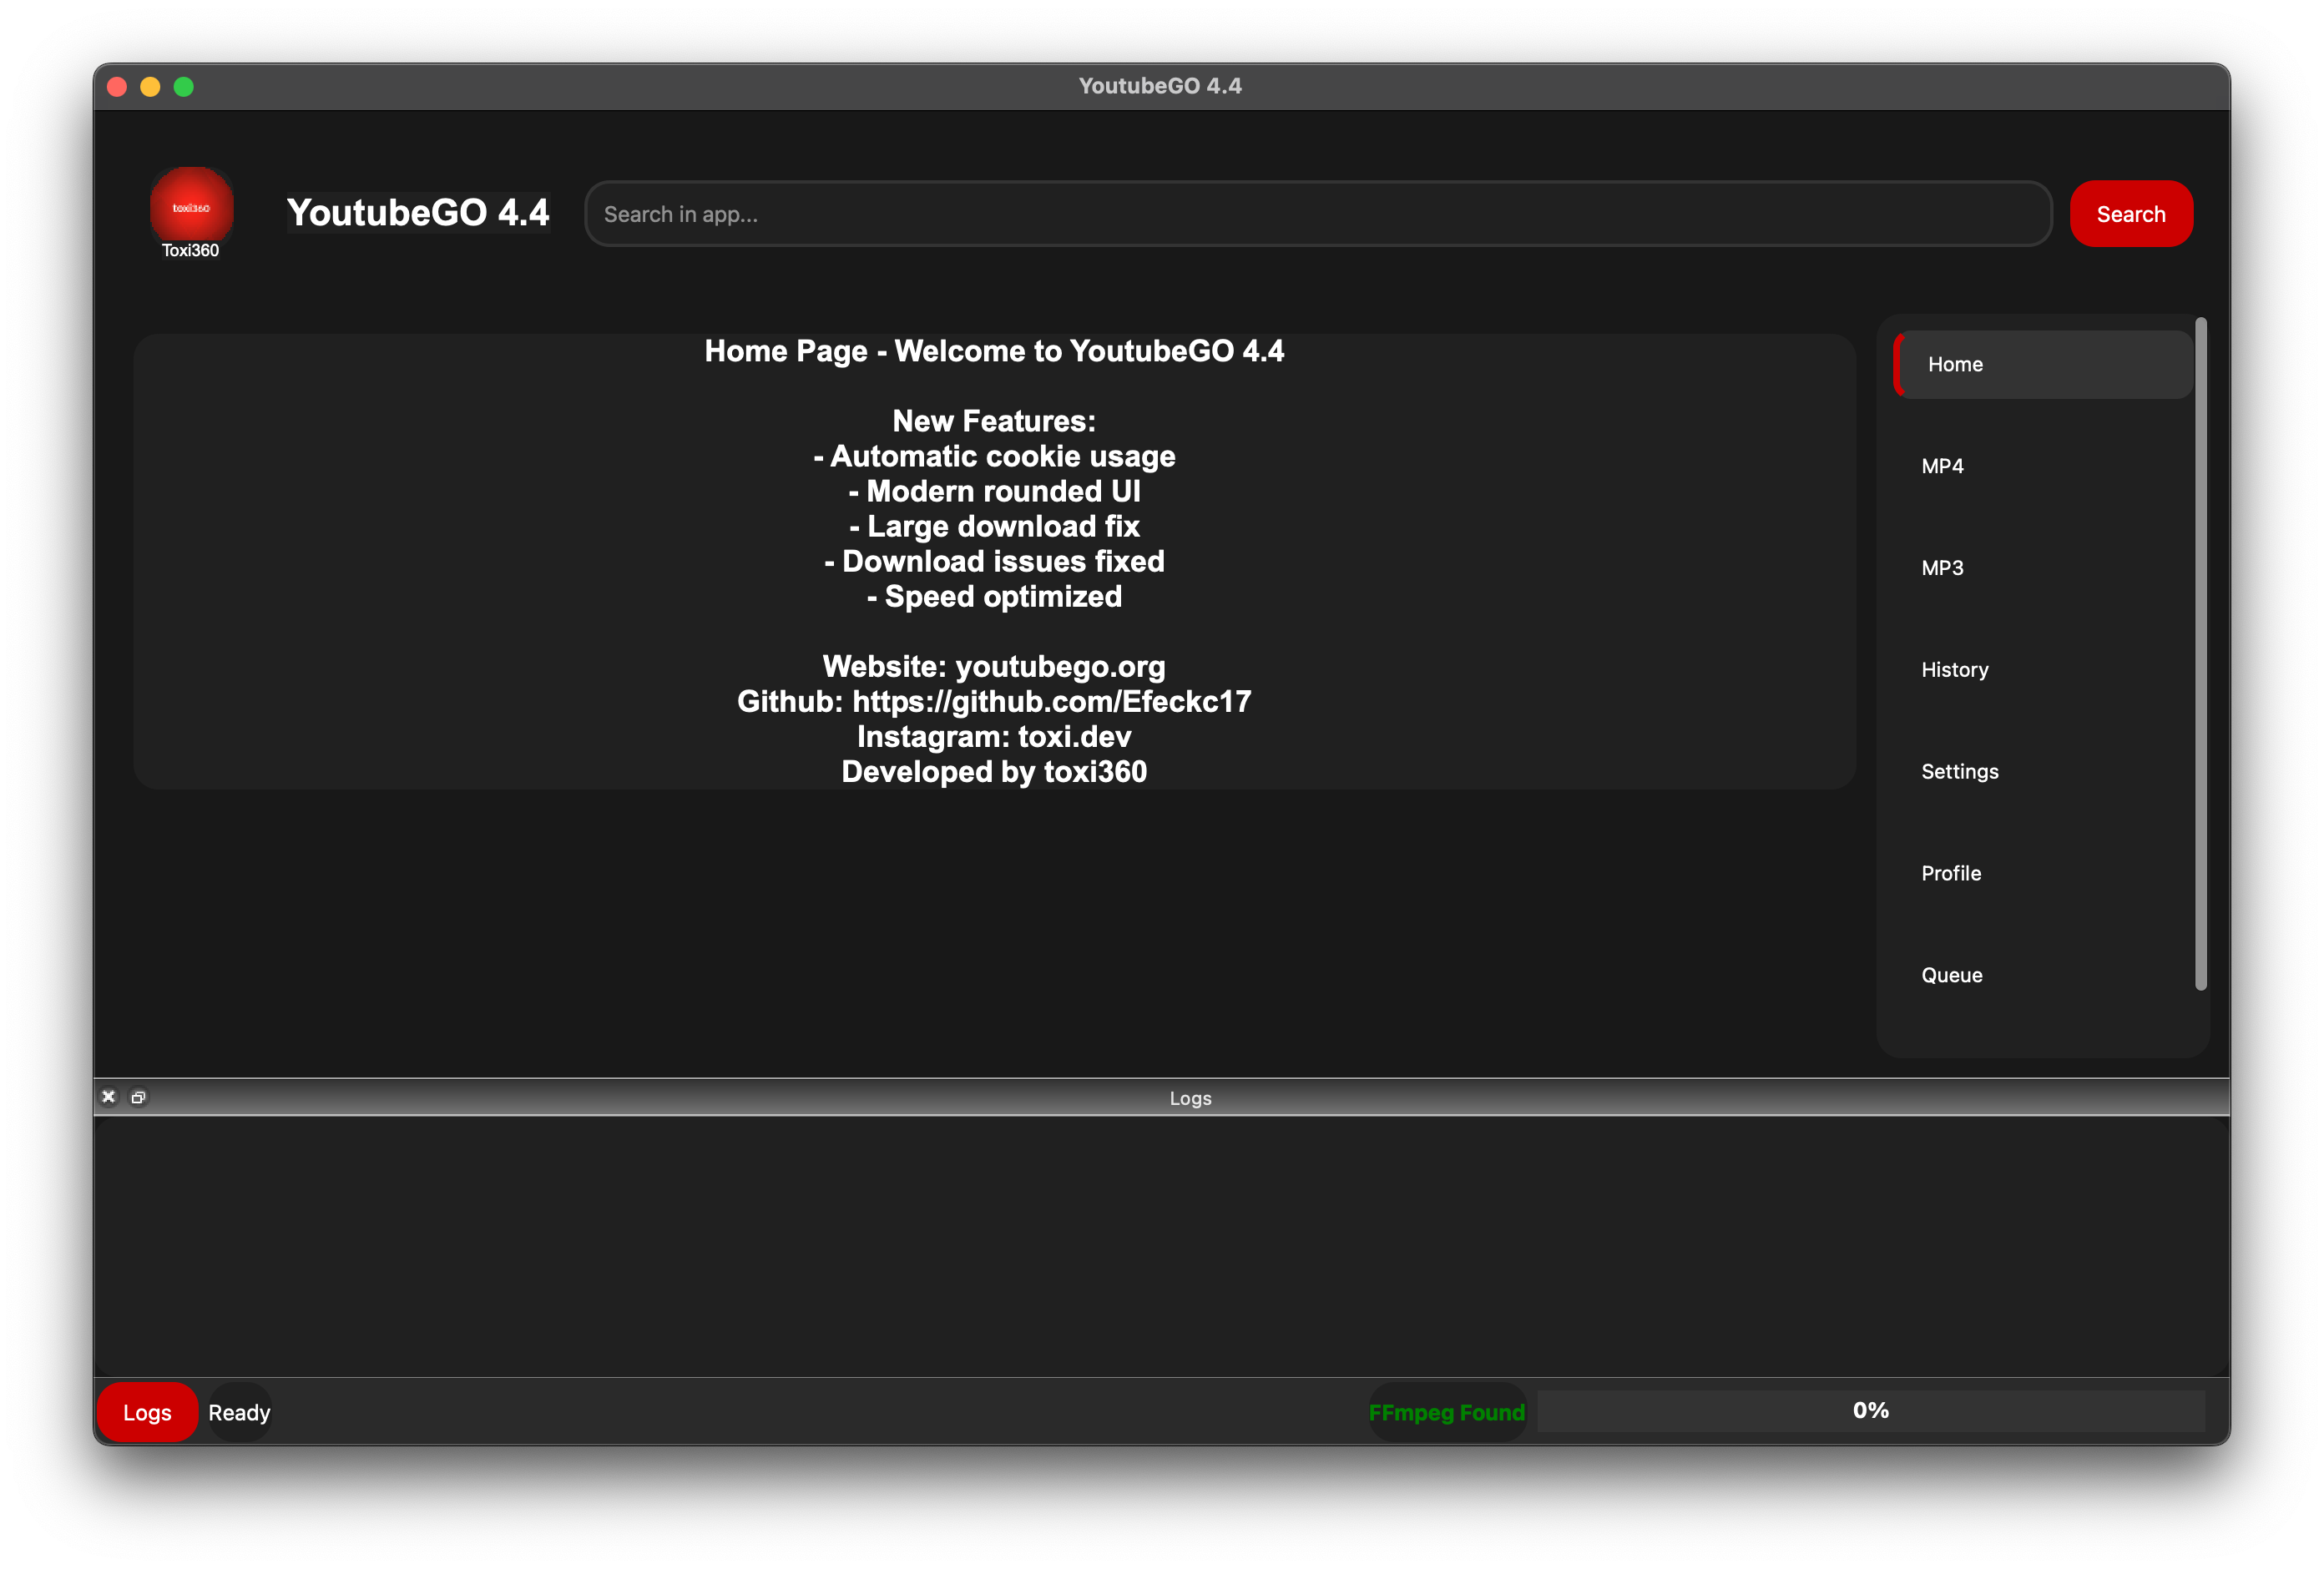 YoutubeGO 4.4
toxi360
Toxi360
YoutubeGO 4.4
Search in app...
Search
Home Page - Welcome to YoutubeGO 4.4
New Features:
- Automatic cookie usage
- Modern rounded UI
- Large download fix
- Download issues fixed
- Speed optimized
Website: youtubego.org
Github: https://github.com/Efeckc17
Instagram: toxi.dev
Developed by toxi360
Home
MP4
MP3
History
Settings
Profile
Queue
Logs
Logs
Ready
FFmpeg Found
0%